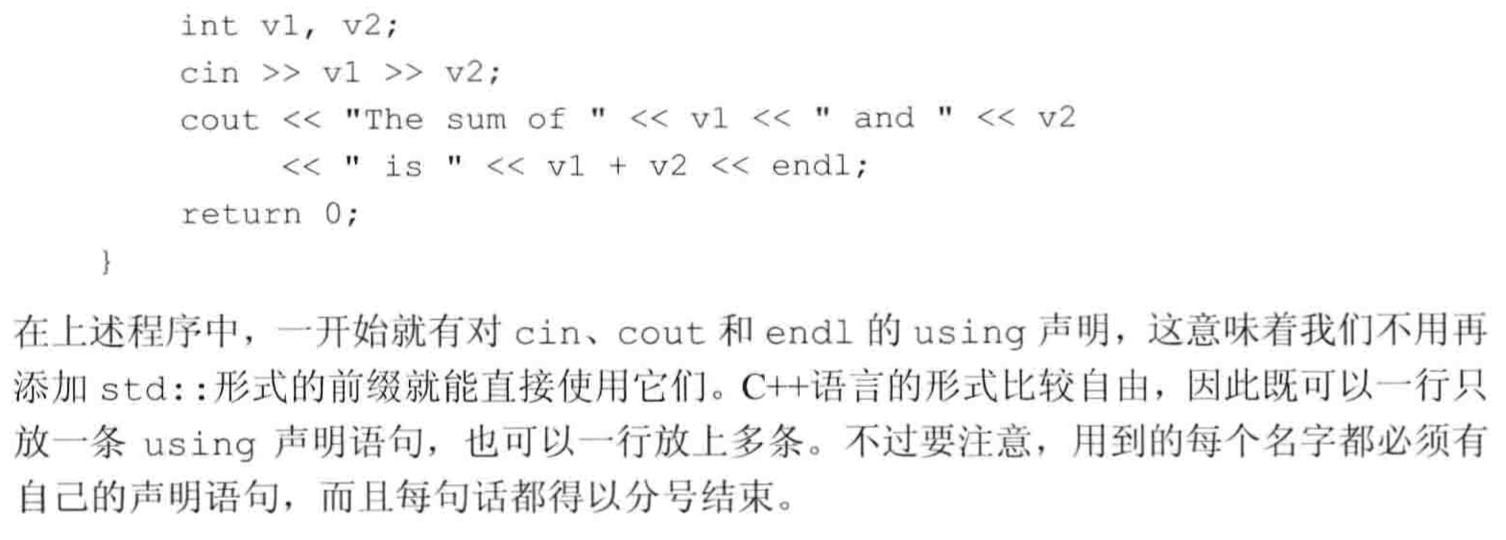 int v1, v2;
cin >> v1 >> v2;
cout << "The sum of " << v1 << " and " << v2
<< " is " << v1 + v2 << endl;
return 0;
}
在上述程序中，一开始就有对 cin、cout 和 endl 的 using 声明，这意味着我们不用再
添加 std::形式的前缀就能直接使用它们。C++语言的形式比较自由，因此既可以一行只
放一条 using 声明语句，也可以一行放上多条。不过要注意，用到的每个名字都必须有
自己的声明语句，而且每句话都得以分号结束。